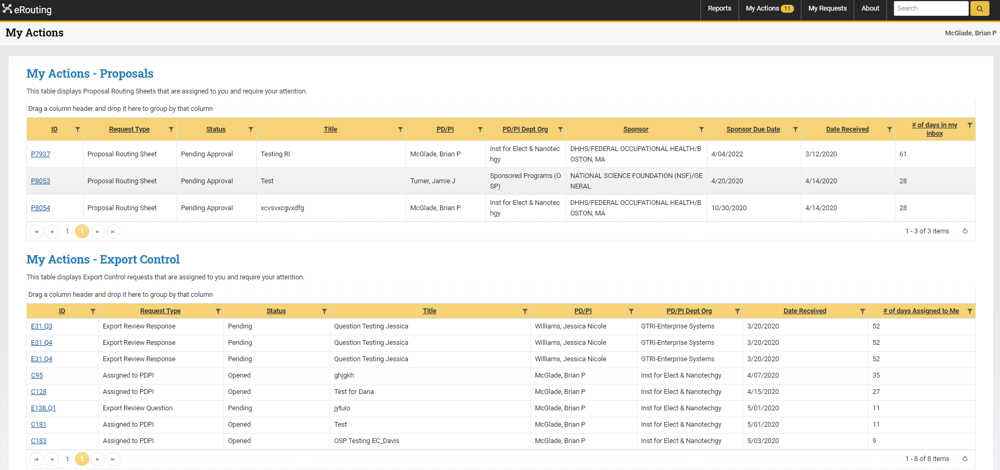 eRouting
Reports My Actions 11 My Requests About Search
My Actions
McGlade, Brian P
My Actions - Proposals
This table displays Proposal Routing Sheets that are assigned to you and require your attention.
Drag a column header and drop it here to group by that column
ID Request Type Status Title PD/PI PD/PI Dept Org Sponsor Sponsor Due Date Date Received # of days in my
inbox
P7937 Proposal Routing Sheet Pending Approval Testing RI McGlade, Brian P Inst for Elect & Nanotec
hgy DHHS/FEDERAL OCCUPATIONAL HEALTH/B
OSTON, MA 4/04/2022 3/12/2020 61
P8053 Proposal Routing Sheet Pending Approval Test Turner, Jamie J Sponsored Programs (O
SP) NATIONAL SCIENCE FOUNDATION (NSF)/GE
NERAL 4/20/2020 4/14/2020 28
P8054 Proposal Routing Sheet Pending Approval xcvsvxcgvxdfg McGlade, Brian P Inst for Elect & Nanotec
hgy DHHS/FEDERAL OCCUPATIONAL HEALTH/B
OSTON, MA 10/30/2020 4/14/2020 28
1 1 1 - 3 of 3 items
My Actions - Export Control
This table displays Export Control requests that are assigned to you and require your attention.
Drag a column header and drop it here to group by that column
ID Request Type Status Title PD/PI PD/PI Dept Org Date Received # of days Assigned to Me
E31.Q3 Export Review Response Pending Question Testing Jessica Williams, Jessica Nicole GTRI-Enterprise Systems 3/20/2020 52
E31.Q4 Export Review Response Pending Question Testing Jessica Williams, Jessica Nicole GTRI-Enterprise Systems 3/20/2020 52
E31.Q4 Export Review Response Pending Question Testing Jessica Williams, Jessica Nicole GTRI-Enterprise Systems 3/20/2020 52
C95 Assigned to PDPI Opened ghjgkh McGlade, Brian P Inst for Elect & Nanotechgy 4/07/2020 35
C128 Assigned to PDPI Opened Test for Dana McGlade, Brian P Inst for Elect & Nanotechgy 4/15/2020 27
E138.Q1 Export Review Question Pending jytuio McGlade, Brian P Inst for Elect & Nanotechgy 5/01/2020 11
C181 Assigned to PDPI Opened Test McGlade, Brian P Inst for Elect & Nanotechgy 5/01/2020 11
C183 Assigned to PDPI Opened OSP Testing EC_Davis McGlade, Brian P Inst for Elect & Nanotechgy 5/03/2020 9
1 1 1 - 8 of 8 items